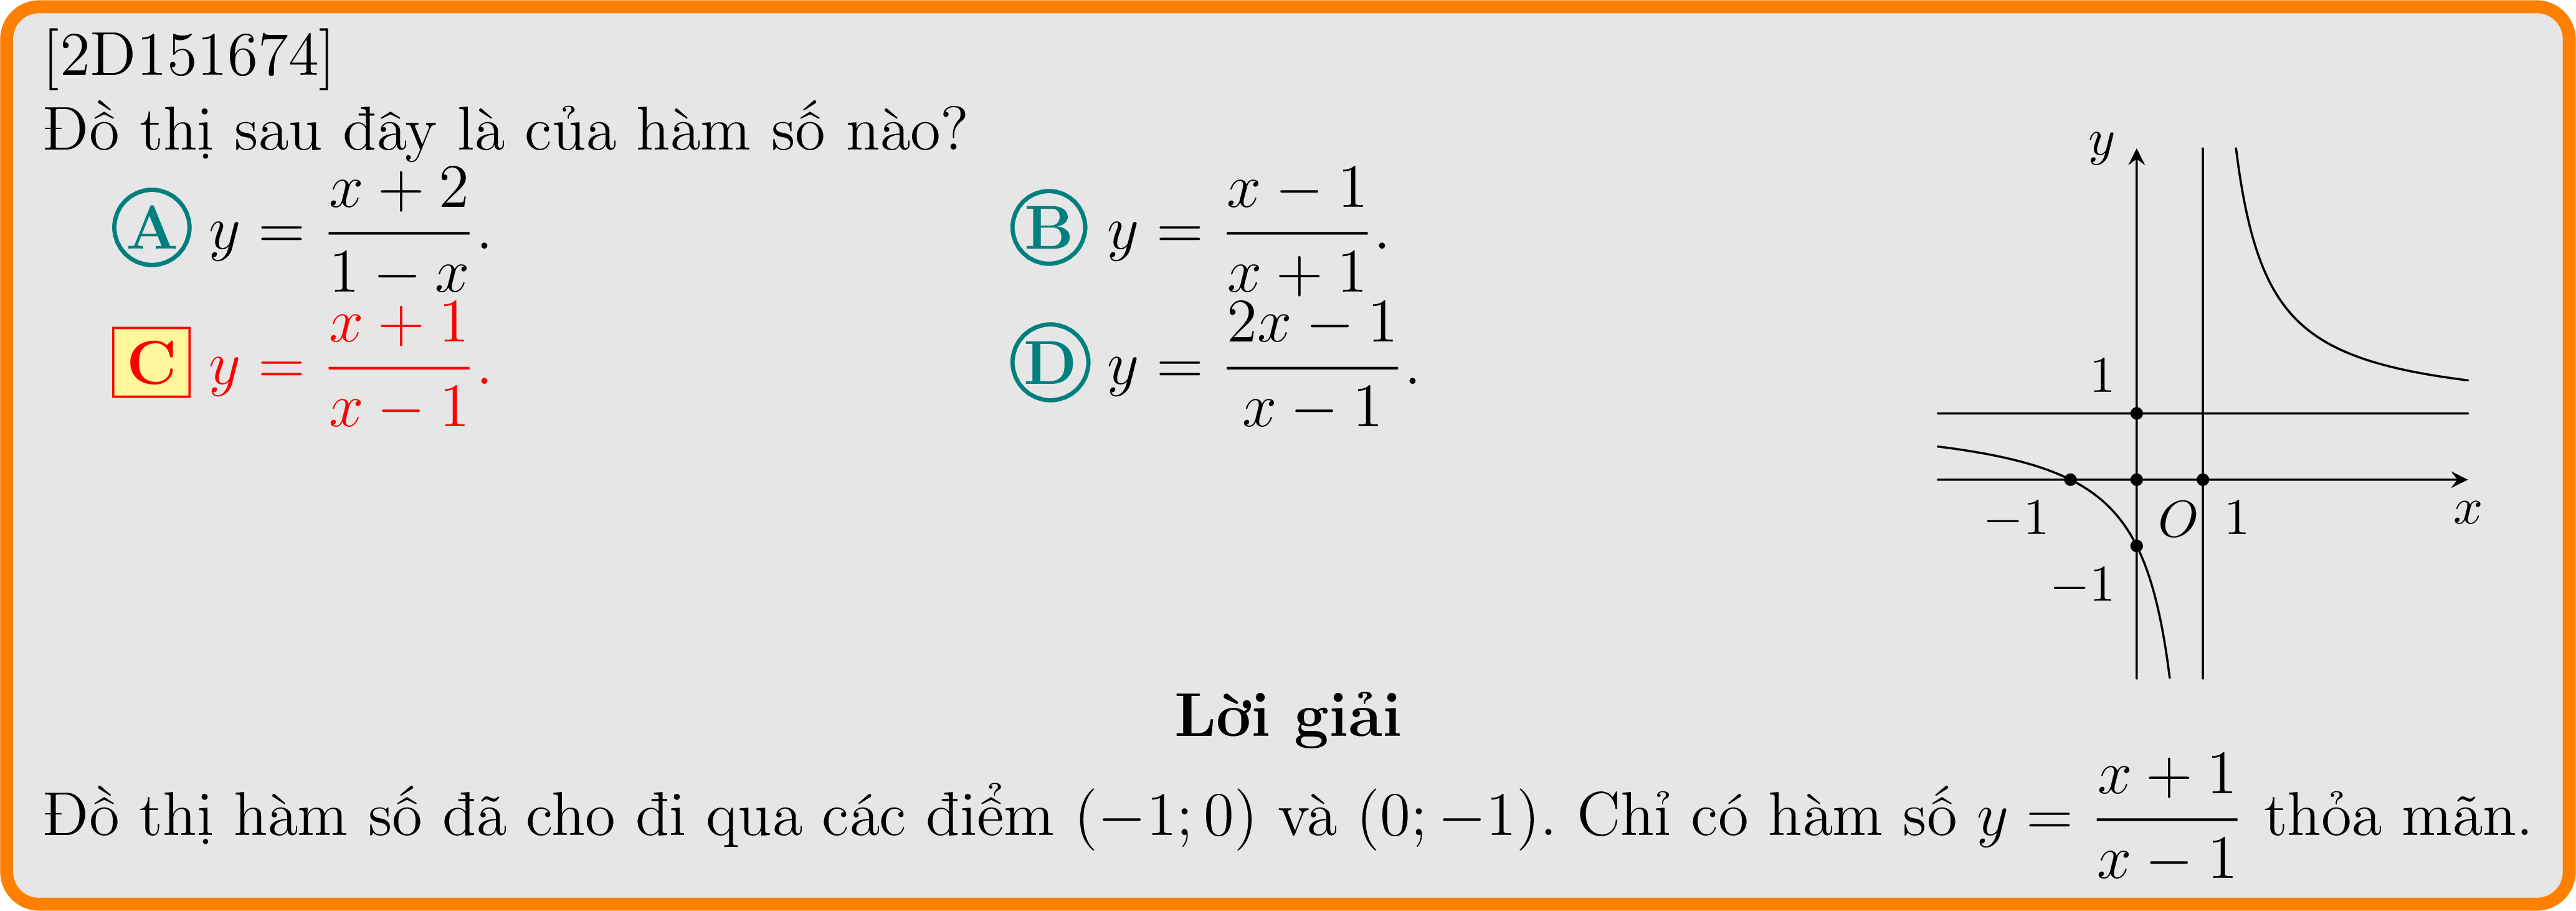 [2D151674]
Đồ thị sau đây là của hàm số nào?
A y = \frac{x + 2}{1 - x}. B y = \frac{x - 1}{x + 1}.
C y = \frac{x + 1}{x - 1}. D y = \frac{2x - 1}{x - 1}.
y
1
−1 O 1 x
−1
Lời giải
Đồ thị hàm số đã cho đi qua các điểm (−1; 0) và (0; −1). Chỉ có hàm số y = \frac{x + 1}{x - 1} thỏa mãn.